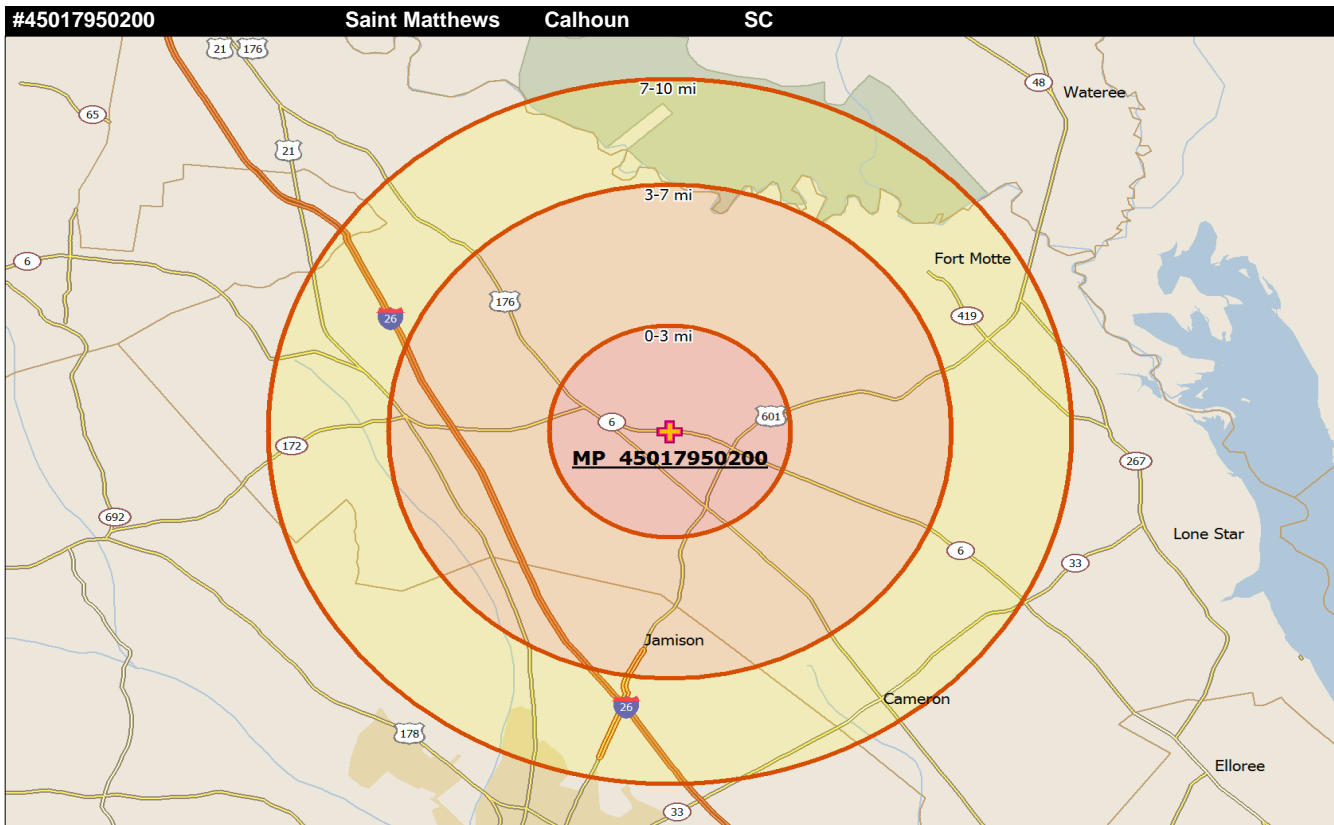 #45017950200 Saint Matthews Calhoun SC
21 176
7-10 mi
48
Wateree
65
21
3-7 mi
6
Fort Motte
176
26
419
0-3 mi
601
6
172
MP 45017950200
267
692
Lone Star
6
33
Jamison
Cameron
26
178
Elloree
33